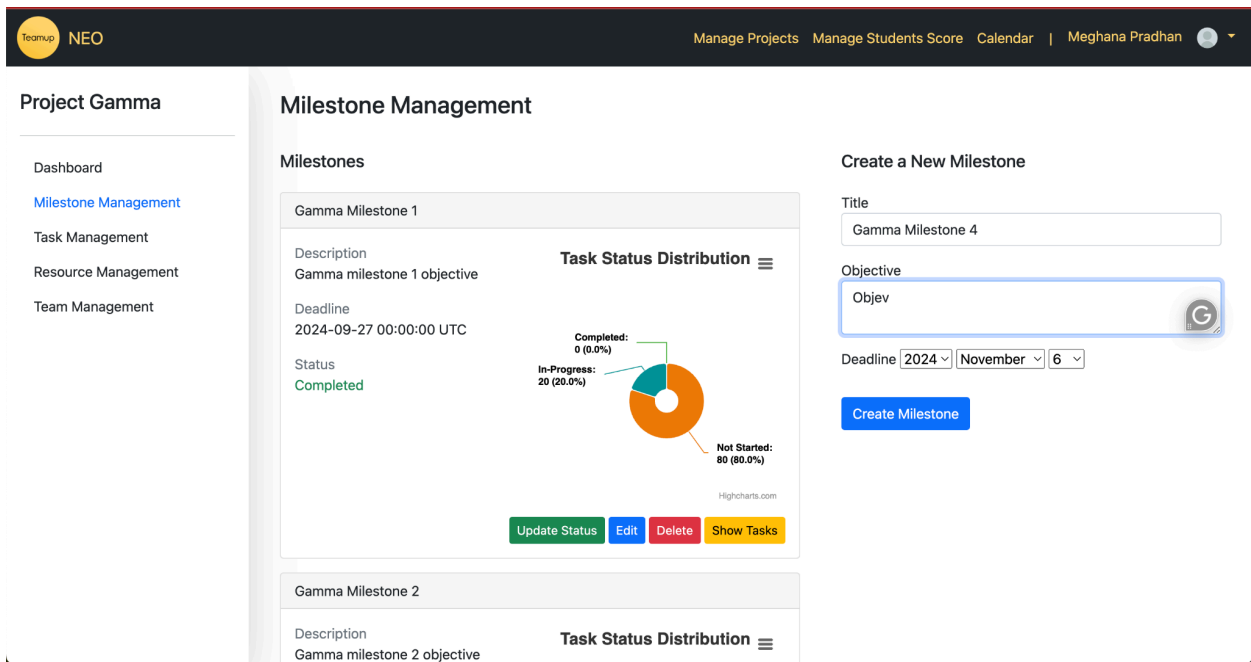 Teamup NEO Manage Projects Manage Students Score Calendar | Meghana Pradhan
Project Gamma
Dashboard
Milestone Management
Task Management
Resource Management
Team Management
Milestone Management
Milestones
Gamma Milestone 1
Description
Gamma milestone 1 objective
Deadline
2024-09-27 00:00:00 UTC
Status
Completed
Task Status Distribution
Completed:
0 (0.0%)
In-Progress:
20 (20.0%)
Not Started:
80 (80.0%)
Highcharts.com
Update Status Edit Delete Show Tasks
Gamma Milestone 2
Description
Gamma milestone 2 objective
Task Status Distribution
Create a New Milestone
Title
Gamma Milestone 4
Objective
Objev
G
Deadline 2024 November 6
Create Milestone